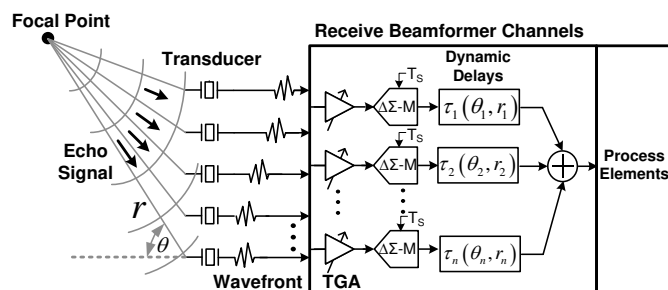 Focal Point
Receive Beamformer Channels
Transducer
Dynamic
Delays
T_S
ΔΣ-M
τ_1(θ_1, r_1)
T_S
ΔΣ-M
τ_2(θ_2, r_2)
Process
Elements
Echo
Signal
r
θ
T_S
ΔΣ-M
τ_n(θ_n, r_n)
Wavefront
TGA